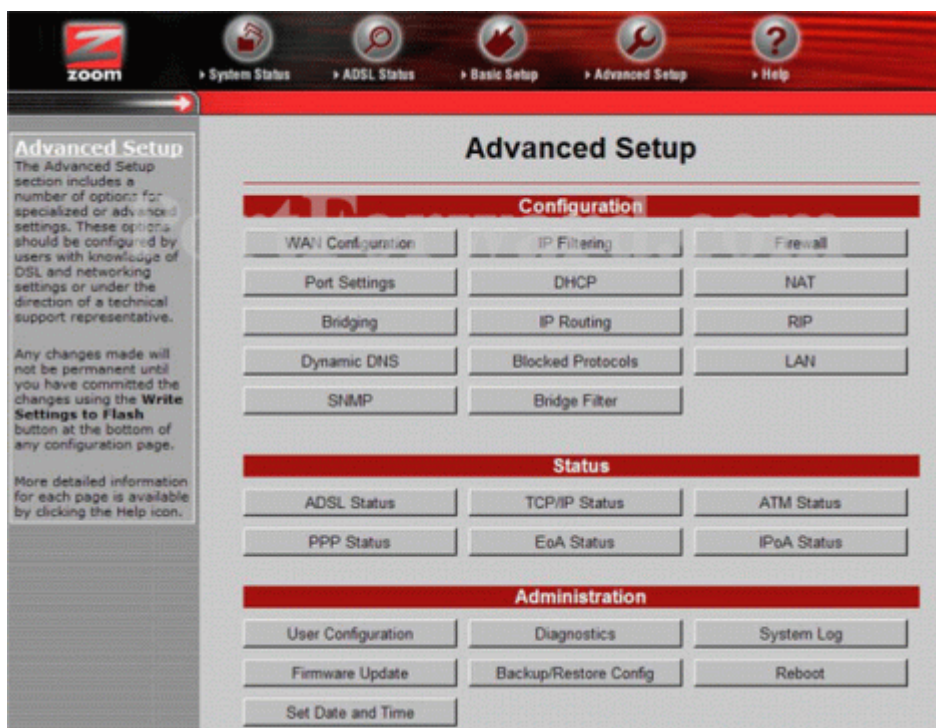 zoom
System Status
ADSL Status
Basic Setup
Advanced Setup
Help
Advanced Setup
The Advanced Setup
section includes a
number of options for
specialized or advanced
settings. These options
should be configured by
users with knowledge of
DSL and networking
settings or under the
direction of a technical
support representative.
Any changes made will
not be permanent until
you have committed the
changes using the Write
Settings to Flash
button at the bottom of
any configuration page.
More detailed information
for each page is available
by clicking the Help icon.
Advanced Setup
PortForward.com
Configuration
WAN Configuration
IP Filtering
Firewall
Port Settings
DHCP
NAT
Bridging
IP Routing
RIP
Dynamic DNS
Blocked Protocols
LAN
SNMP
Bridge Filter
Status
ADSL Status
TCP/IP Status
ATM Status
PPP Status
EoA Status
IPoA Status
Administration
User Configuration
Diagnostics
System Log
Firmware Update
Backup/Restore Config
Reboot
Set Date and Time